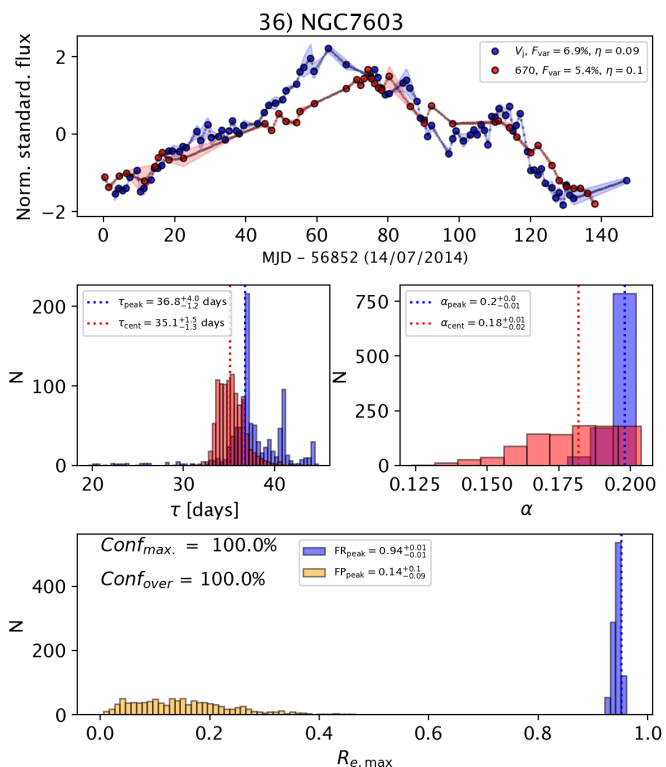 36) NGC7603
Norm. standard. flux
2
0
−2
V_j, F_var = 6.9%, η = 0.09
670, F_var = 5.4%, η = 0.1
0 20 40 60 80 100 120 140
MJD − 56852 (14/07/2014)
N
200
100
0
τ_peak = 36.8^{+4.0}_{−1.2} days
τ_cent = 35.1^{+1.5}_{−1.3} days
20 30 40
τ [days]
N
750
500
250
0
α_peak = 0.2^{+0.0}_{−0.01}
α_cent = 0.18^{+0.01}_{−0.02}
0.125 0.150 0.175 0.200
α
N
400
200
0
Conf_max. = 100.0%
Conf_over = 100.0%
FR_peak = 0.94^{+0.01}_{−0.01}
FP_peak = 0.14^{+0.1}_{−0.09}
0.0 0.2 0.4 0.6 0.8 1.0
R_{e, max}